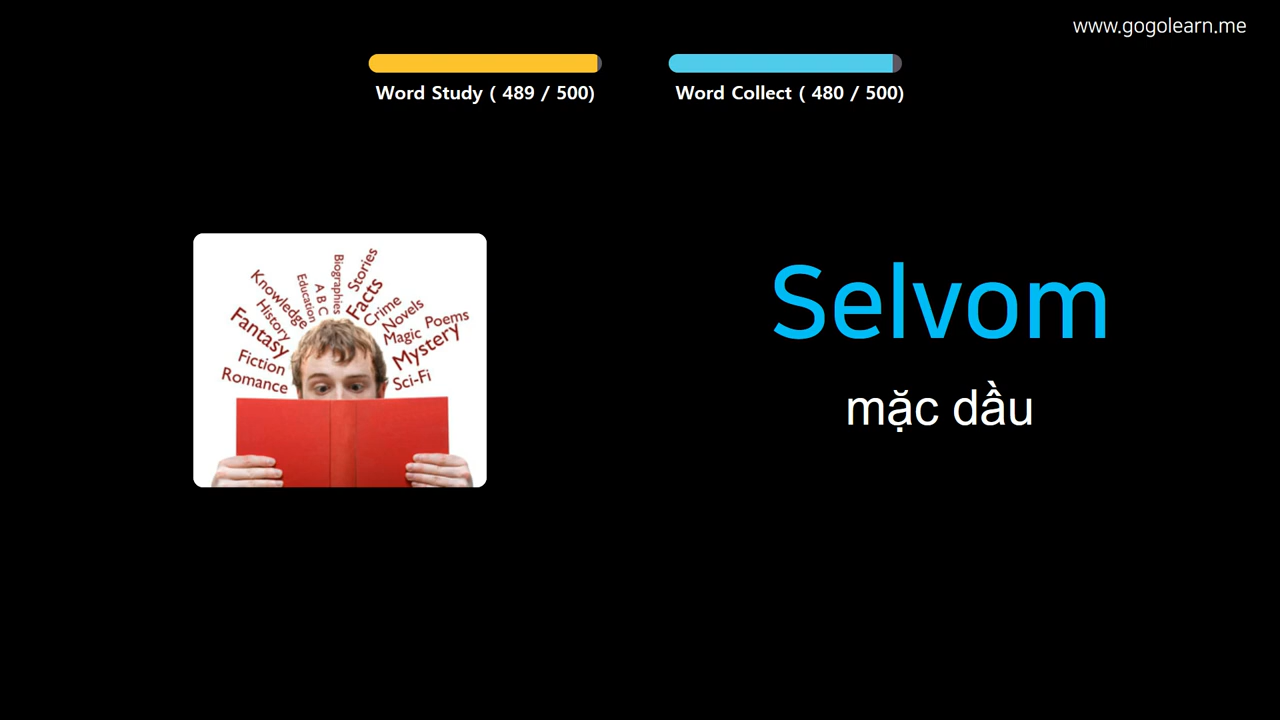 www.gogolearn.me
Word Study ( 489 / 500)
Word Collect ( 480 / 500)
Knowledge
History
Fantasy
Fiction
Romance
Education
A B C
Biographies
Stories
Facts
Crime
Novels
Magic
Poems
Mystery
Sci-Fi
Selvom
mặc dầu